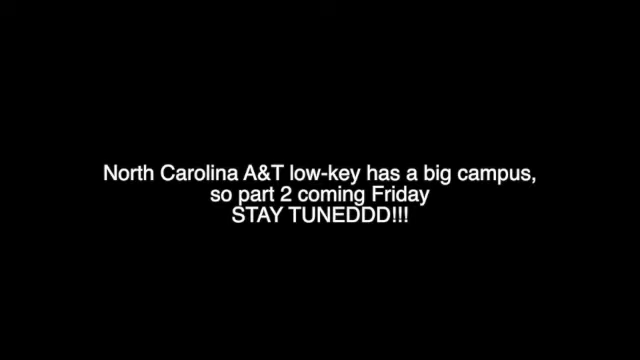 North Carolina A&T low-key has a big campus,
so part 2 coming Friday
STAY TUNEDDD!!!